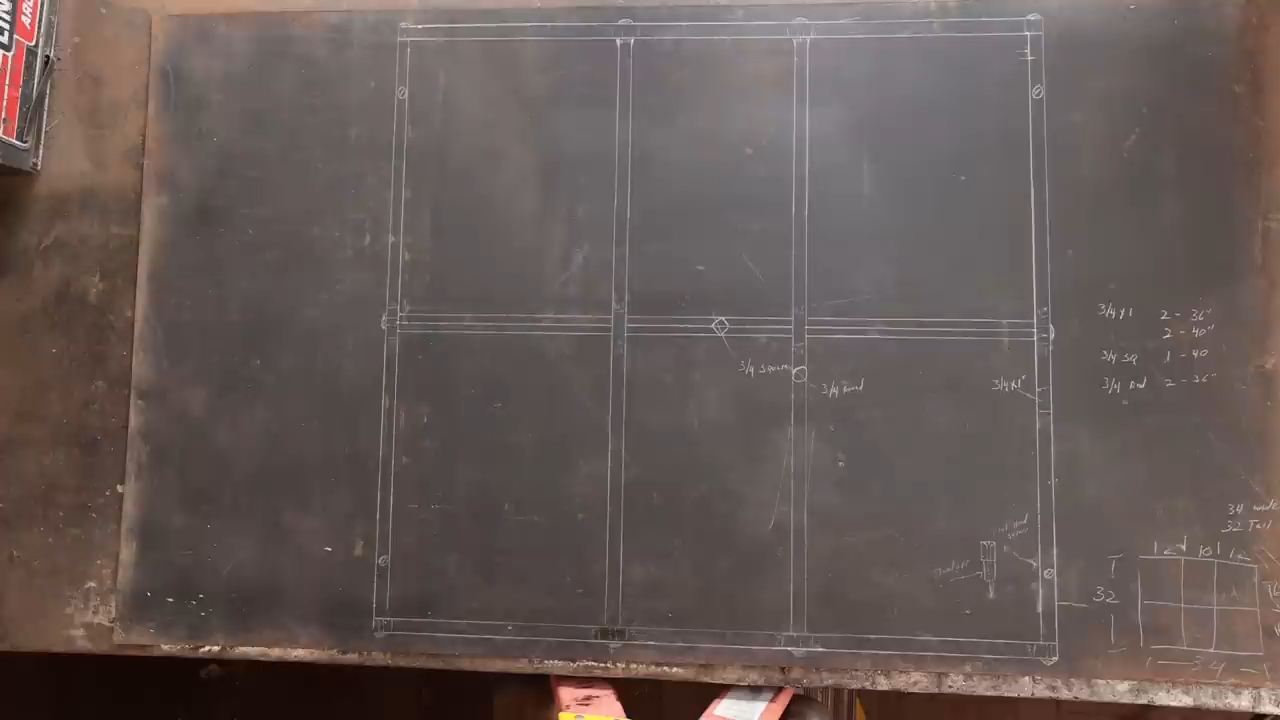 LIN
3/4 x 1 2 - 36"
2 - 40"
3/4 SQ 1 - 40
3/4 Rnd 2 - 36"
3/4 Square
3/4 Round
3/4 x 1"
34 wide
32 Tall
12 10 12
32
34